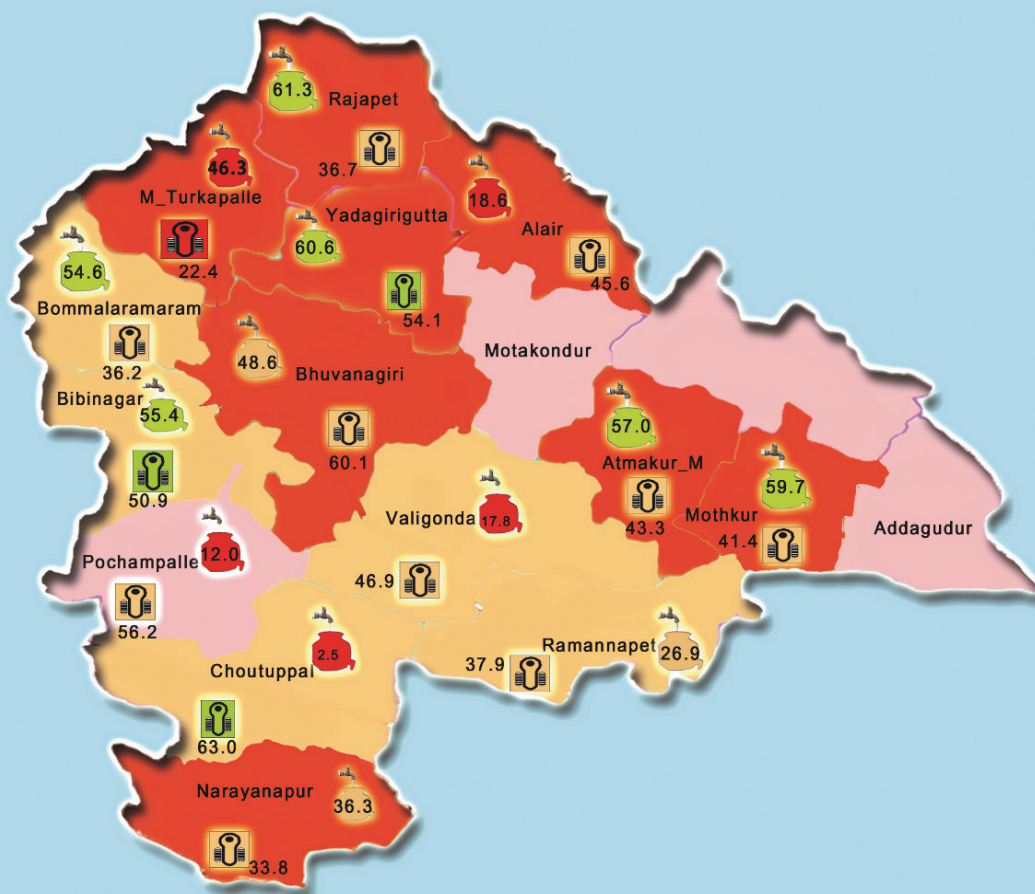 61.3
Rajapet
36.7
46.3
M_Turkapalle
22.4
18.6
Alair
45.6
Yadagirigutta
60.6
54.1
54.6
Bommalaramaram
36.2
48.6
Bhuvanagiri
60.1
Motakondur
Bibinagar
55.4
50.9
57.0
Atmakur_M
43.3
59.7
Mothkur
41.4
Addagudur
Valigonda
17.8
46.9
Pochampalle
12.0
56.2
Choutuppal
2.5
63.0
Ramannapet
26.9
37.9
Narayanapur
36.3
33.8